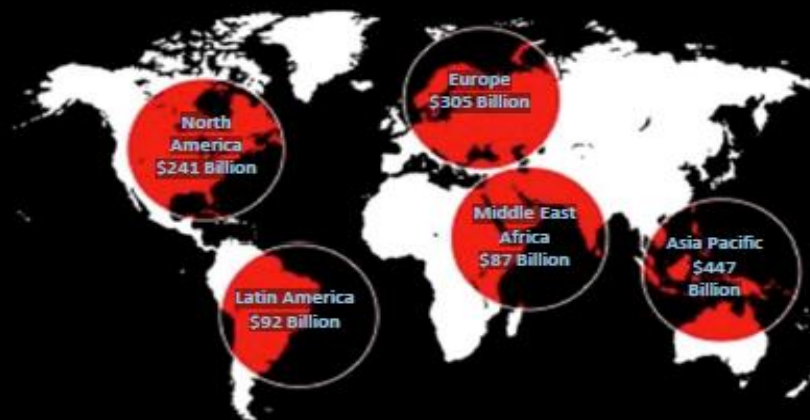 North
America
$241 Billion
Europe
$305 Billion
Middle East
Africa
$87 Billion
Asia Pacific
$447
Billion
Latin America
$92 Billion